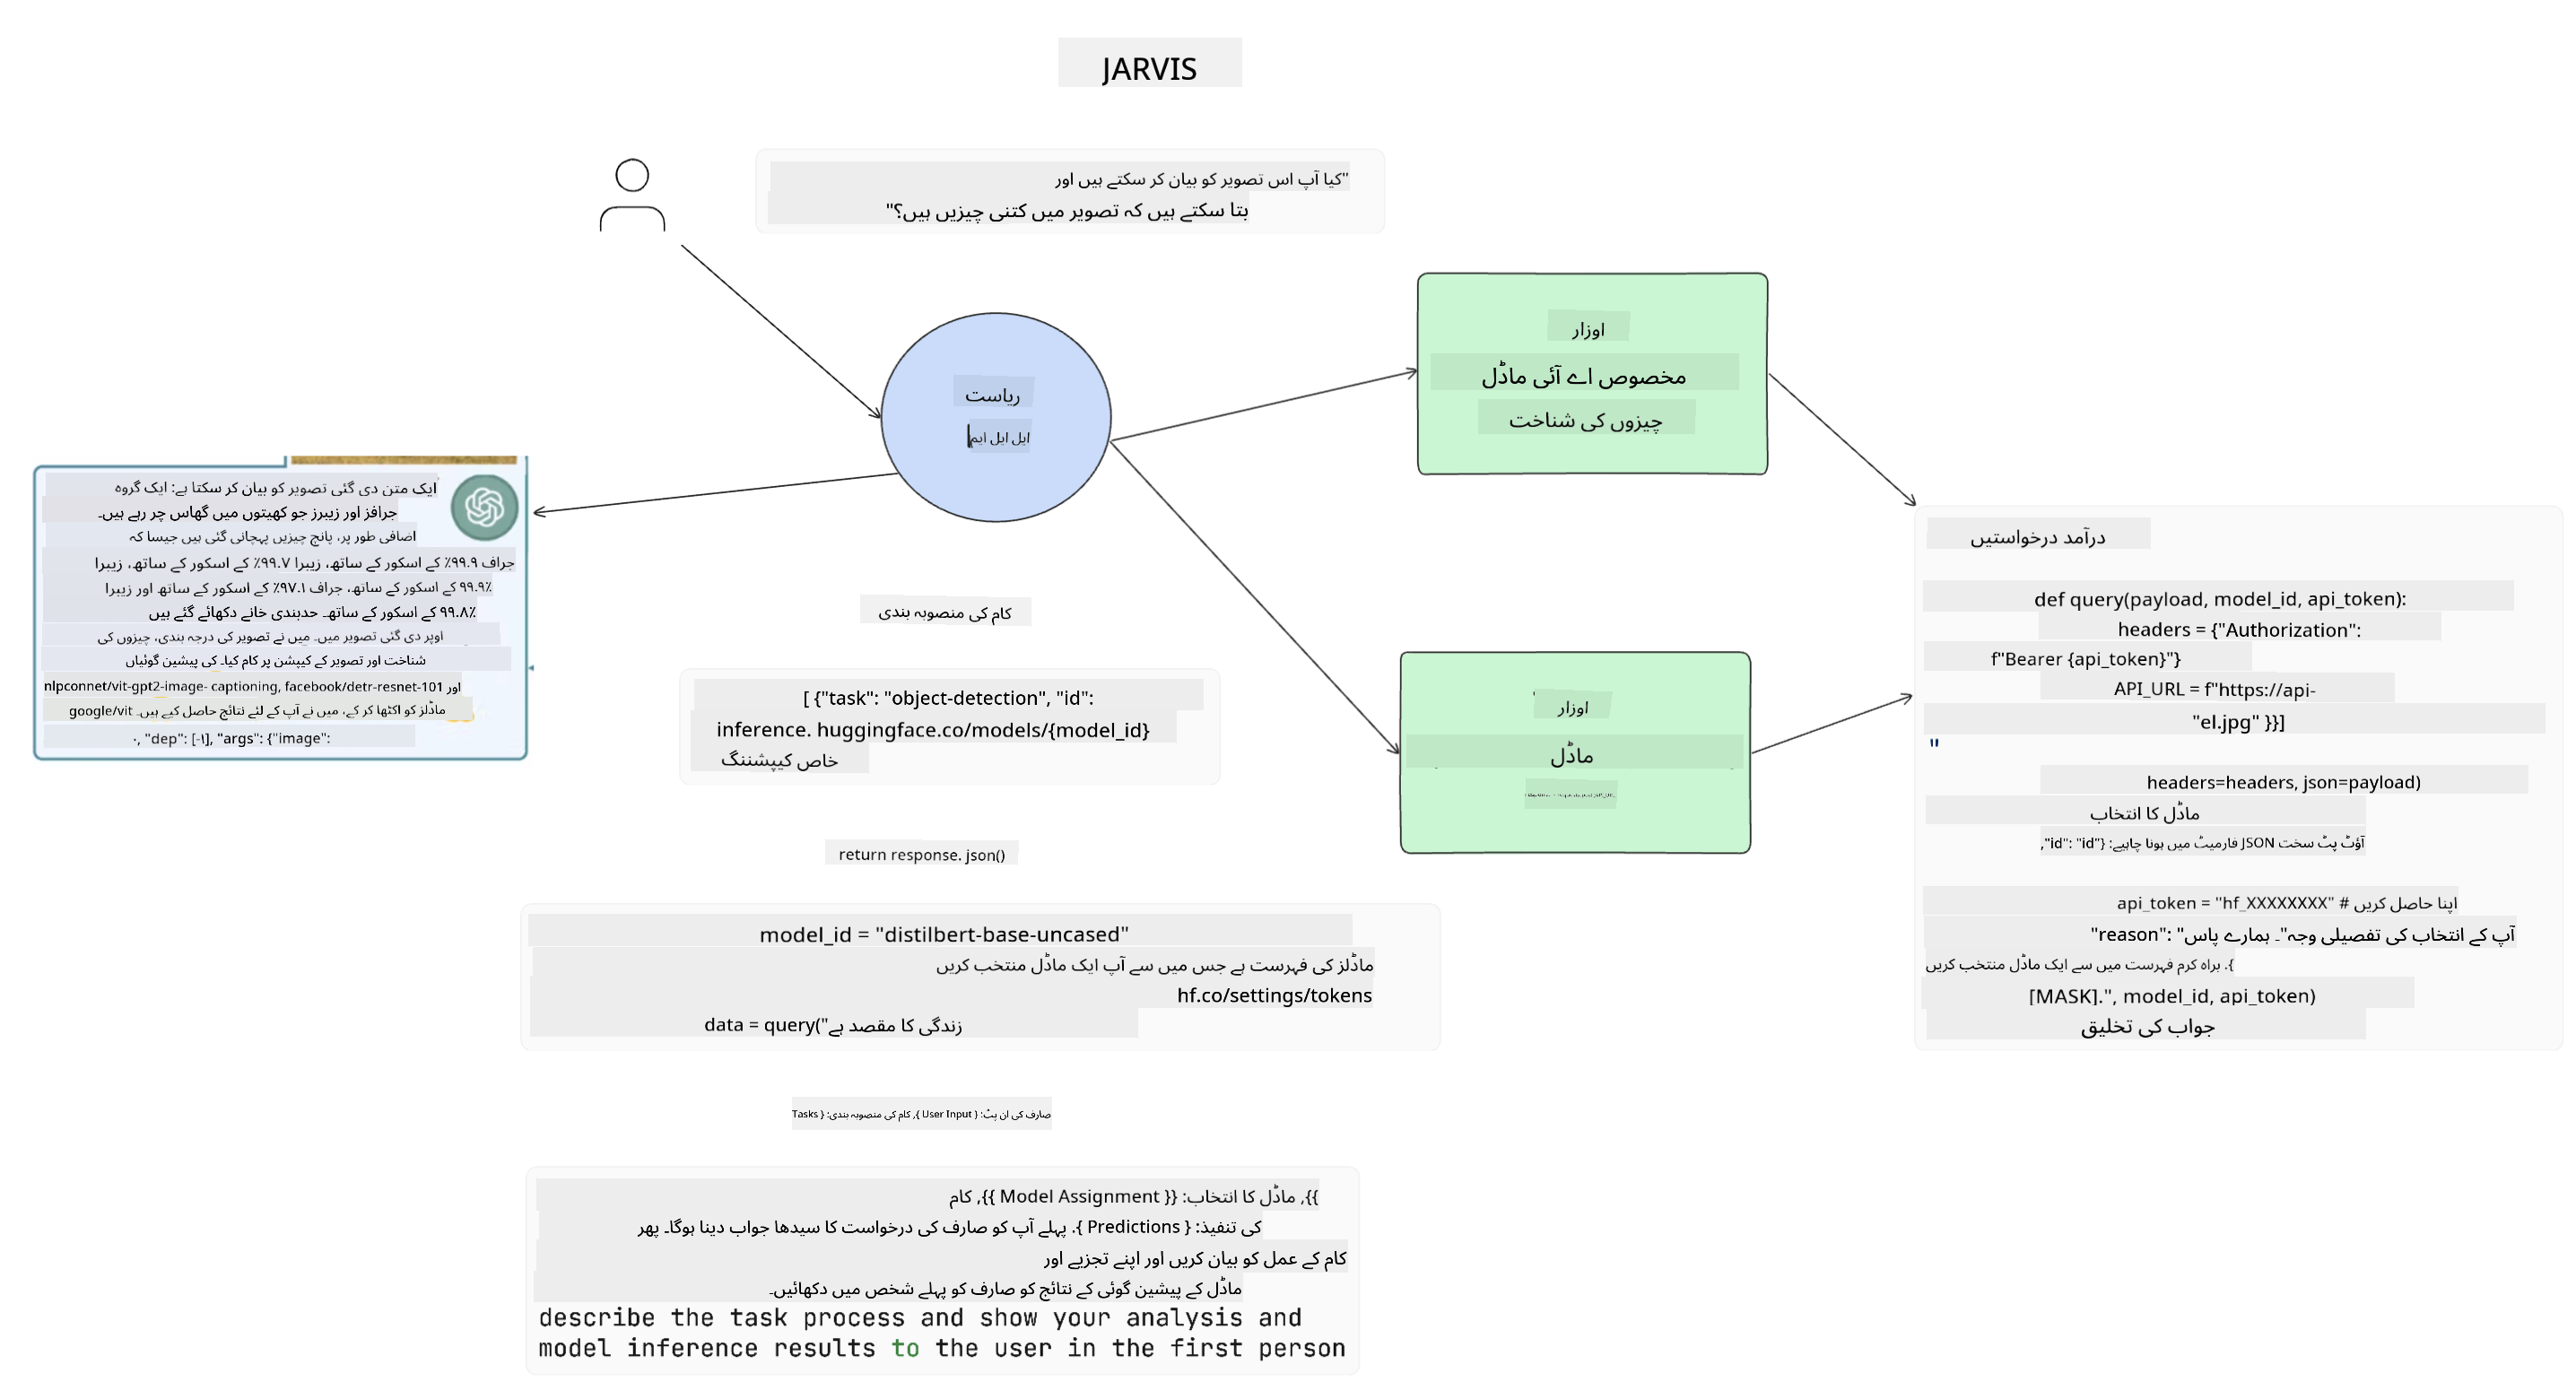 JARVIS
"کیا آپ اس تصویر کو بیان کر سکتے ہیں اور
بتا سکتے ہیں کہ تصویر میں کتنی چیزیں ہیں؟"
ریاست
ایل ایل ایم
اوزار
مخصوص اے آئی ماڈل
چیزوں کی شناخت
ایک متن دی گئی تصویر کو بیان کر سکتا ہے: ایک گروہ
جرافز اور زیبرز جو کھیتوں میں گھاس چر رہے ہیں۔
اضافی طور پر، پانچ چیزیں پہچانی گئی ہیں جیسا کہ
جراف ۹۹.۹٪ کے اسکور کے ساتھ، زیبرا ۹۹.۷٪ کے اسکور کے ساتھ، زیبرا
۹۹.۹٪ کے اسکور کے ساتھ، جراف ۹۷.۱٪ کے اسکور کے ساتھ اور زیبرا
۹۹.۸٪ کے اسکور کے ساتھ۔ حدبندی خانے دکھائے گئے ہیں
اوپر دی گئی تصویر میں۔ میں نے تصویر کی درجہ بندی، چیزوں کی
شناخت اور تصویر کے کیپشن پر کام کیا۔ کی پیشین گوئیاں
nlpconnet/vit-gpt2-image- captioning, facebook/detr-resnet-101 اور
google/vit ماڈلز کو اکٹھا کر کے، میں نے آپ کے لئے نتائج حاصل کیے ہیں۔
۰, "dep": [-۱], "args": {"image":
کام کی منصوبہ بندی
[ {"task": "object-detection", "id":
inference. huggingface.co/models/{model_id}
خاص کیپشننگ
اوزار
ماڈل
درآمد درخواستیں
def query(payload, model_id, api_token):
headers = {"Authorization":
f"Bearer {api_token}"}
API_URL = f"https://api-
"el.jpg" }}]
"
headers=headers, json=payload)
ماڈل کا انتخاب
آؤٹ پٹ سخت JSON فارمیٹ میں ہونا چاہیے: {"id": "id",
api_token = "hf_XXXXXXXX" # اپنا حاصل کریں
"reason": "آپ کے انتخاب کی تفصیلی وجہ"۔ ہمارے پاس
}. براہ کرم فہرست میں سے ایک ماڈل منتخب کریں
[MASK].", model_id, api_token)
جواب کی تخلیق
return response. json()
model_id = "distilbert-base-uncased"
ماڈلز کی فہرست ہے جس میں سے آپ ایک ماڈل منتخب کریں
hf.co/settings/tokens
data = query("زندگی کا مقصد ہے
صارف کی ان پٹ: { User Input }, کام کی منصوبہ بندی: { Tasks
}}, ماڈل کا انتخاب: {{ Model Assignment }}, کام
کی تنفیذ: { Predictions }. پہلے آپ کو صارف کی درخواست کا سیدھا جواب دینا ہوگا۔ پھر
کام کے عمل کو بیان کریں اور اپنے تجزیے اور
ماڈل کے پیشین گوئی کے نتائج کو صارف کو پہلے شخص میں دکھائیں۔
describe the task process and show your analysis and
model inference results to the user in the first person